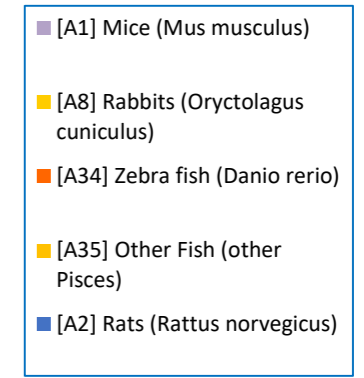 [A1] Mice (Mus musculus)
[A8] Rabbits (Oryctolagus
cuniculus)
[A34] Zebra fish (Danio rerio)
[A35] Other Fish (other
Pisces)
[A2] Rats (Rattus norvegicus)